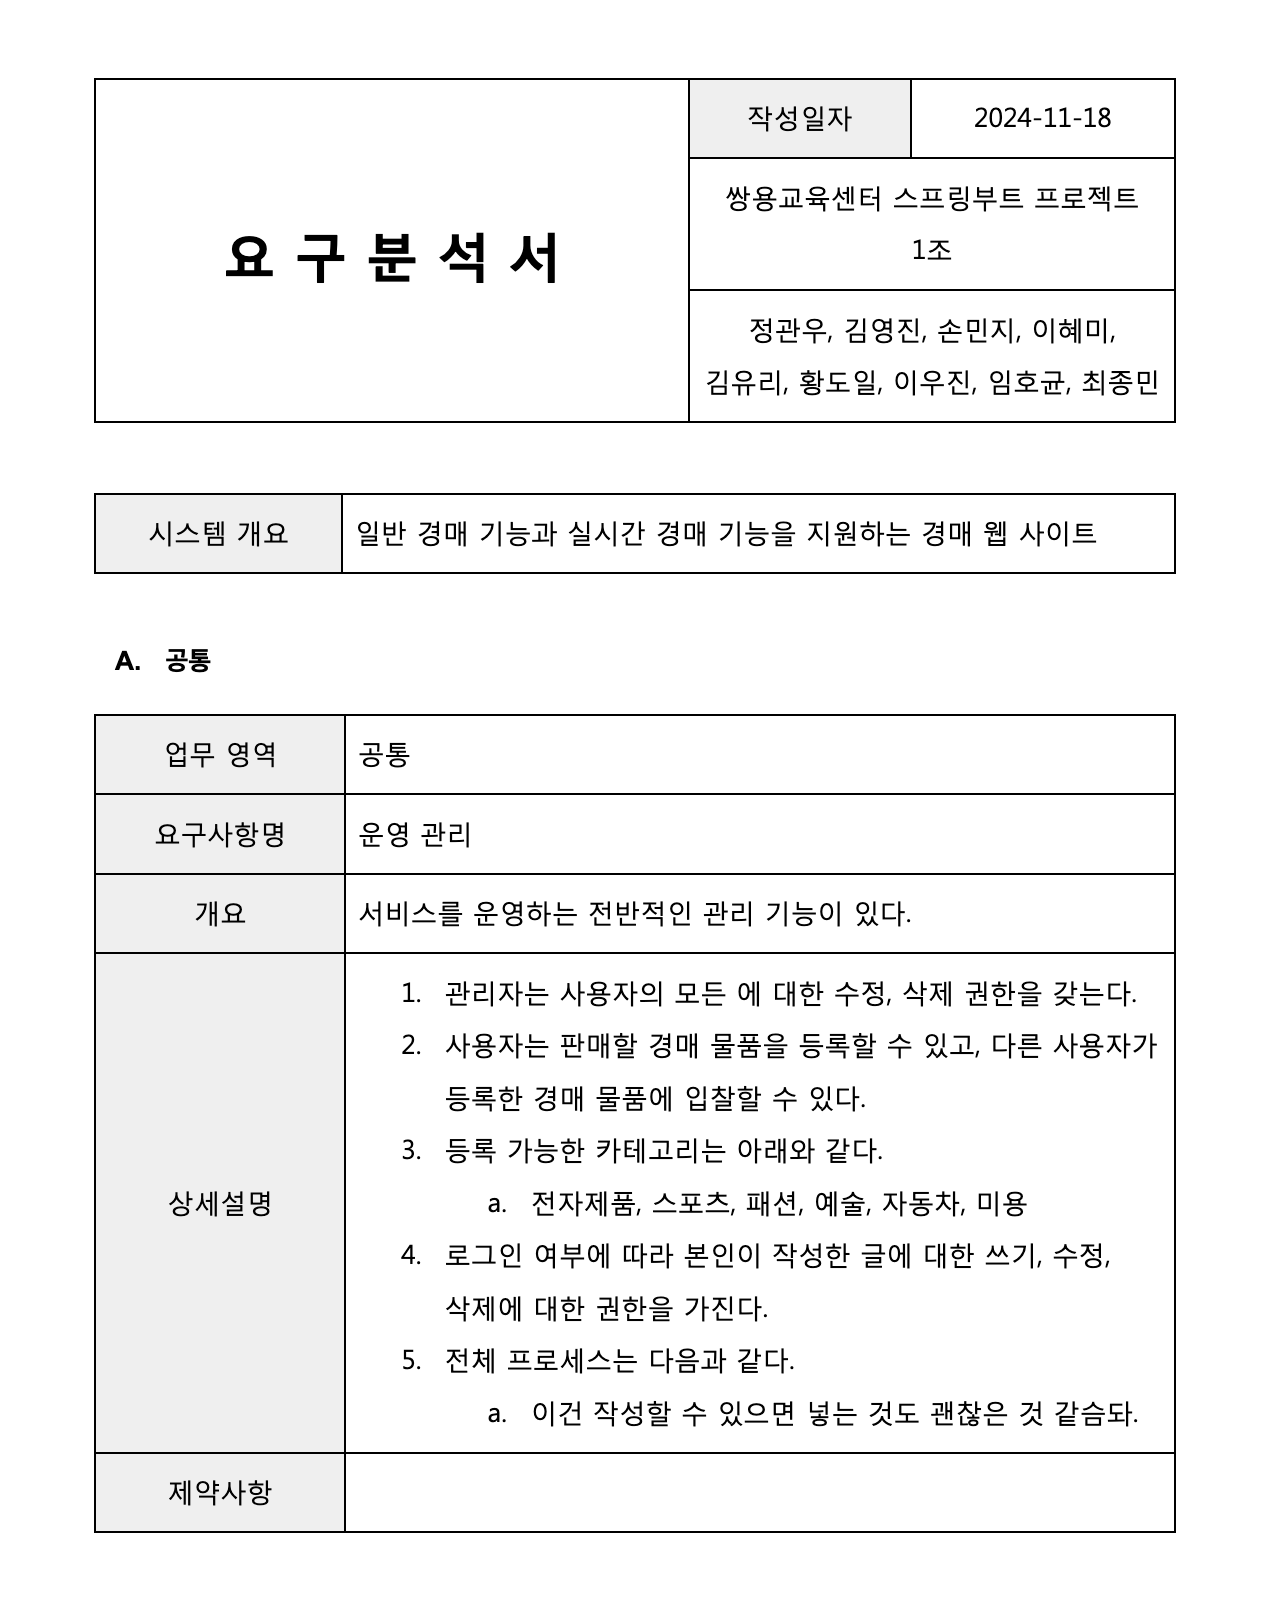 요 구 분 석 서
작성일자 2024-11-18
쌍용교육센터 스프링부트 프로젝트
1조
정관우, 김영진, 손민지, 이혜미,
김유리, 황도일, 이우진, 임호균, 최종민
시스템 개요 일반 경매 기능과 실시간 경매 기능을 지원하는 경매 웹 사이트
A. 공통
업무 영역 공통
요구사항명 운영 관리
개요 서비스를 운영하는 전반적인 관리 기능이 있다.
상세설명
1. 관리자는 사용자의 모든 에 대한 수정, 삭제 권한을 갖는다.
2. 사용자는 판매할 경매 물품을 등록할 수 있고, 다른 사용자가
등록한 경매 물품에 입찰할 수 있다.
3. 등록 가능한 카테고리는 아래와 같다.
a. 전자제품, 스포츠, 패션, 예술, 자동차, 미용
4. 로그인 여부에 따라 본인이 작성한 글에 대한 쓰기, 수정,
삭제에 대한 권한을 가진다.
5. 전체 프로세스는 다음과 같다.
a. 이건 작성할 수 있으면 넣는 것도 괜찮은 것 같슴돠.
제약사항